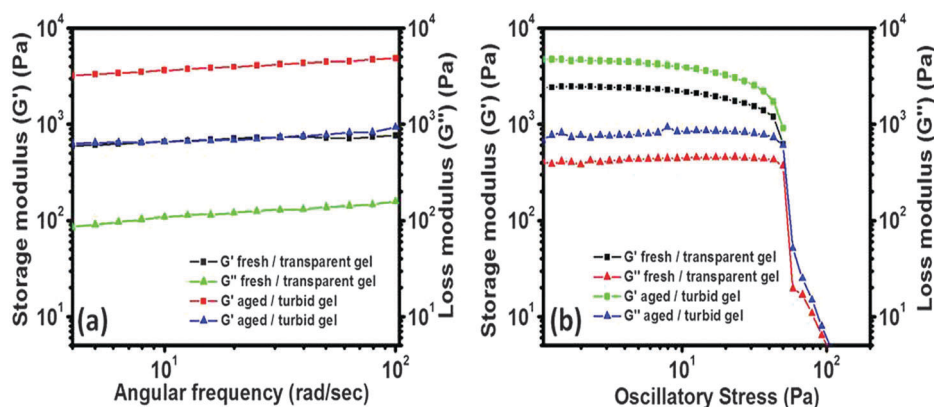 Storage modulus (G') (Pa)
10⁴
10³
10²
10¹
G' fresh / transparent gel
G'' fresh / transparent gel
G' aged / turbid gel
G' aged / turbid gel
(a)
10¹
10²
Angular frequency (rad/sec)
10⁴
10³
10²
10¹
Loss modulus (G'') (Pa)
Storage modulus (G') (Pa)
10⁴
10³
10²
10¹
G' fresh / transparent gel
G'' fresh / transparent gel
G' aged / turbid gel
G'' aged / turbid gel
(b)
10¹
10²
Oscillatory Stress (Pa)
10⁴
10³
10²
10¹
Loss modulus (G'') (Pa)